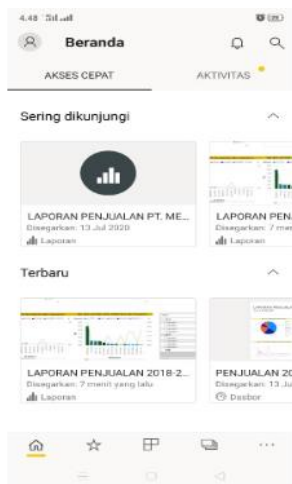 4.48
Beranda
AKSES CEPAT
AKTIVITAS
Sering dikunjungi
LAPORAN PENJUALAN PT. ME...
Disegarkan: 13 Jul 2020
Laporan
LAPORAN PEN
Disegarkan: 7 mer
Laporan
Terbaru
LAPORAN PENJUALAN 2018-2...
Disegarkan: 7 menit yang lalu
Laporan
PENJUALAN 20
Disegarkan: 13 Ju
Dasbor